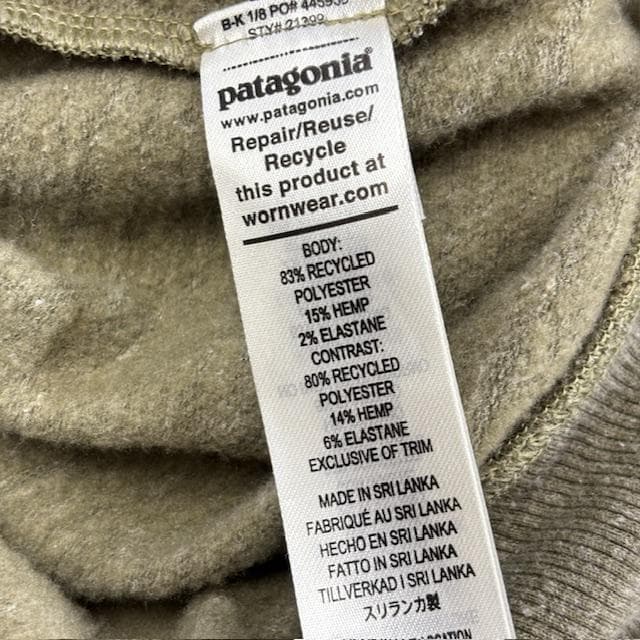 B-K 1/8 PO# 445935
STY# 21399
patagonia®
www.patagonia.com
Repair/Reuse/
Recycle
this product at
wornwear.com
BODY:
83% RECYCLED
POLYESTER
15% HEMP
2% ELASTANE
CONTRAST:
80% RECYCLED
POLYESTER
14% HEMP
6% ELASTANE
EXCLUSIVE OF TRIM
MADE IN SRI LANKA
FABRIQUÉ AU SRI LANKA
HECHO EN SRI LANKA
FATTO IN SRI LANKA
TILLVERKAD I SRI LANKA
スリランカ製